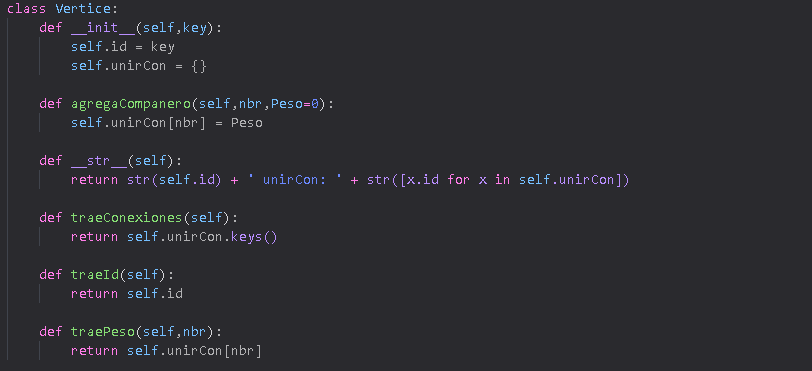 class Vertice:
    def __init__(self,key):
        self.id = key
        self.unirCon = {}
    def agregaCompanero(self,nbr,Peso=0):
        self.unirCon[nbr] = Peso
    def __str__(self):
        return str(self.id) + ' unirCon: ' + str([x.id for x in self.unirCon])
    def traeConexiones(self):
        return self.unirCon.keys()
    def traeId(self):
        return self.id
    def traePeso(self,nbr):
        return self.unirCon[nbr]